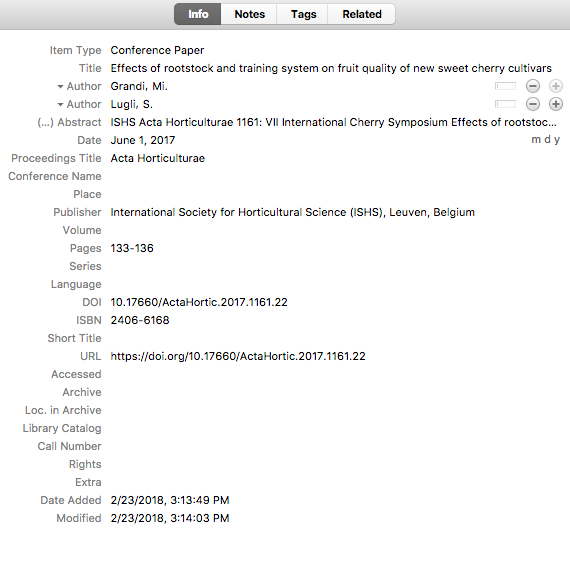 Info Notes Tags Related
Item Type Conference Paper
Title Effects of rootstock and training system on fruit quality of new sweet cherry cultivars
Author Grandi, Mi.
Author Lugli, S.
(...) Abstract ISHS Acta Horticulturae 1161: VII International Cherry Symposium Effects of rootstoc...
Date June 1, 2017 m d y
Proceedings Title Acta Horticulturae
Conference Name
Place
Publisher International Society for Horticultural Science (ISHS), Leuven, Belgium
Volume
Pages 133-136
Series
Language
DOI 10.17660/ActaHortic.2017.1161.22
ISBN 2406-6168
Short Title
URL https://doi.org/10.17660/ActaHortic.2017.1161.22
Accessed
Archive
Loc. in Archive
Library Catalog
Call Number
Rights
Extra
Date Added 2/23/2018, 3:13:49 PM
Modified 2/23/2018, 3:14:03 PM